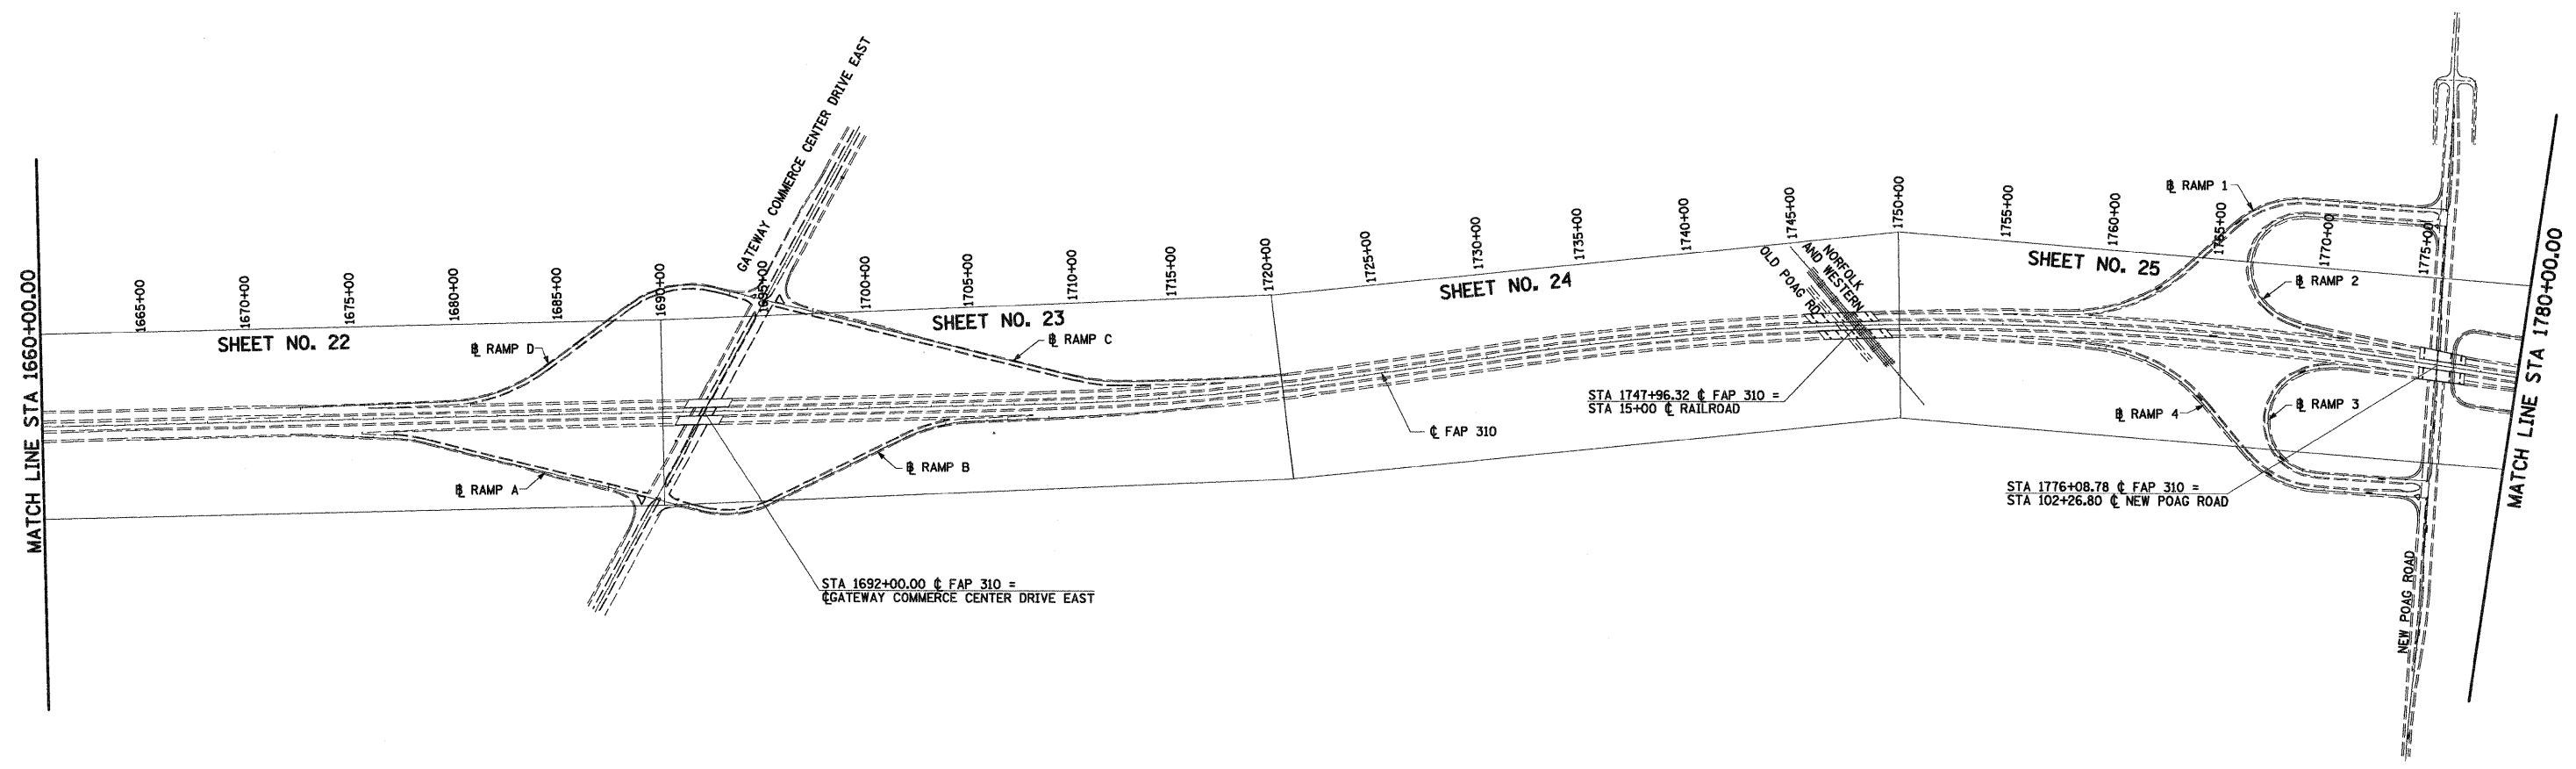 MATCH LINE STA 1660+00.00
1665+00
1670+00
1675+00
1680+00
1685+00
1690+00
1695+00
1700+00
1705+00
1710+00
1715+00
1720+00
1725+00
1730+00
1735+00
1740+00
1745+00
1750+00
1755+00
1760+00
1765+00
1770+00
1775+00
MATCH LINE STA 1780+00.00
SHEET NO. 22
SHEET NO. 23
SHEET NO. 24
SHEET NO. 25
GATEWAY COMMERCE CENTER DRIVE EAST
℄ RAMP D
℄ RAMP C
℄ RAMP A
℄ RAMP B
STA 1692+00.00 ℄ FAP 310 =
℄GATEWAY COMMERCE CENTER DRIVE EAST
℄ FAP 310
OLD POAG RD
NORFOLK
AND WESTERN
STA 1747+96.32 ℄ FAP 310 =
STA 15+00 ℄ RAILROAD
℄ RAMP 1
℄ RAMP 2
℄ RAMP 3
℄ RAMP 4
STA 1776+08.78 ℄ FAP 310 =
STA 102+26.80 ℄ NEW POAG ROAD
NEW POAG ROAD